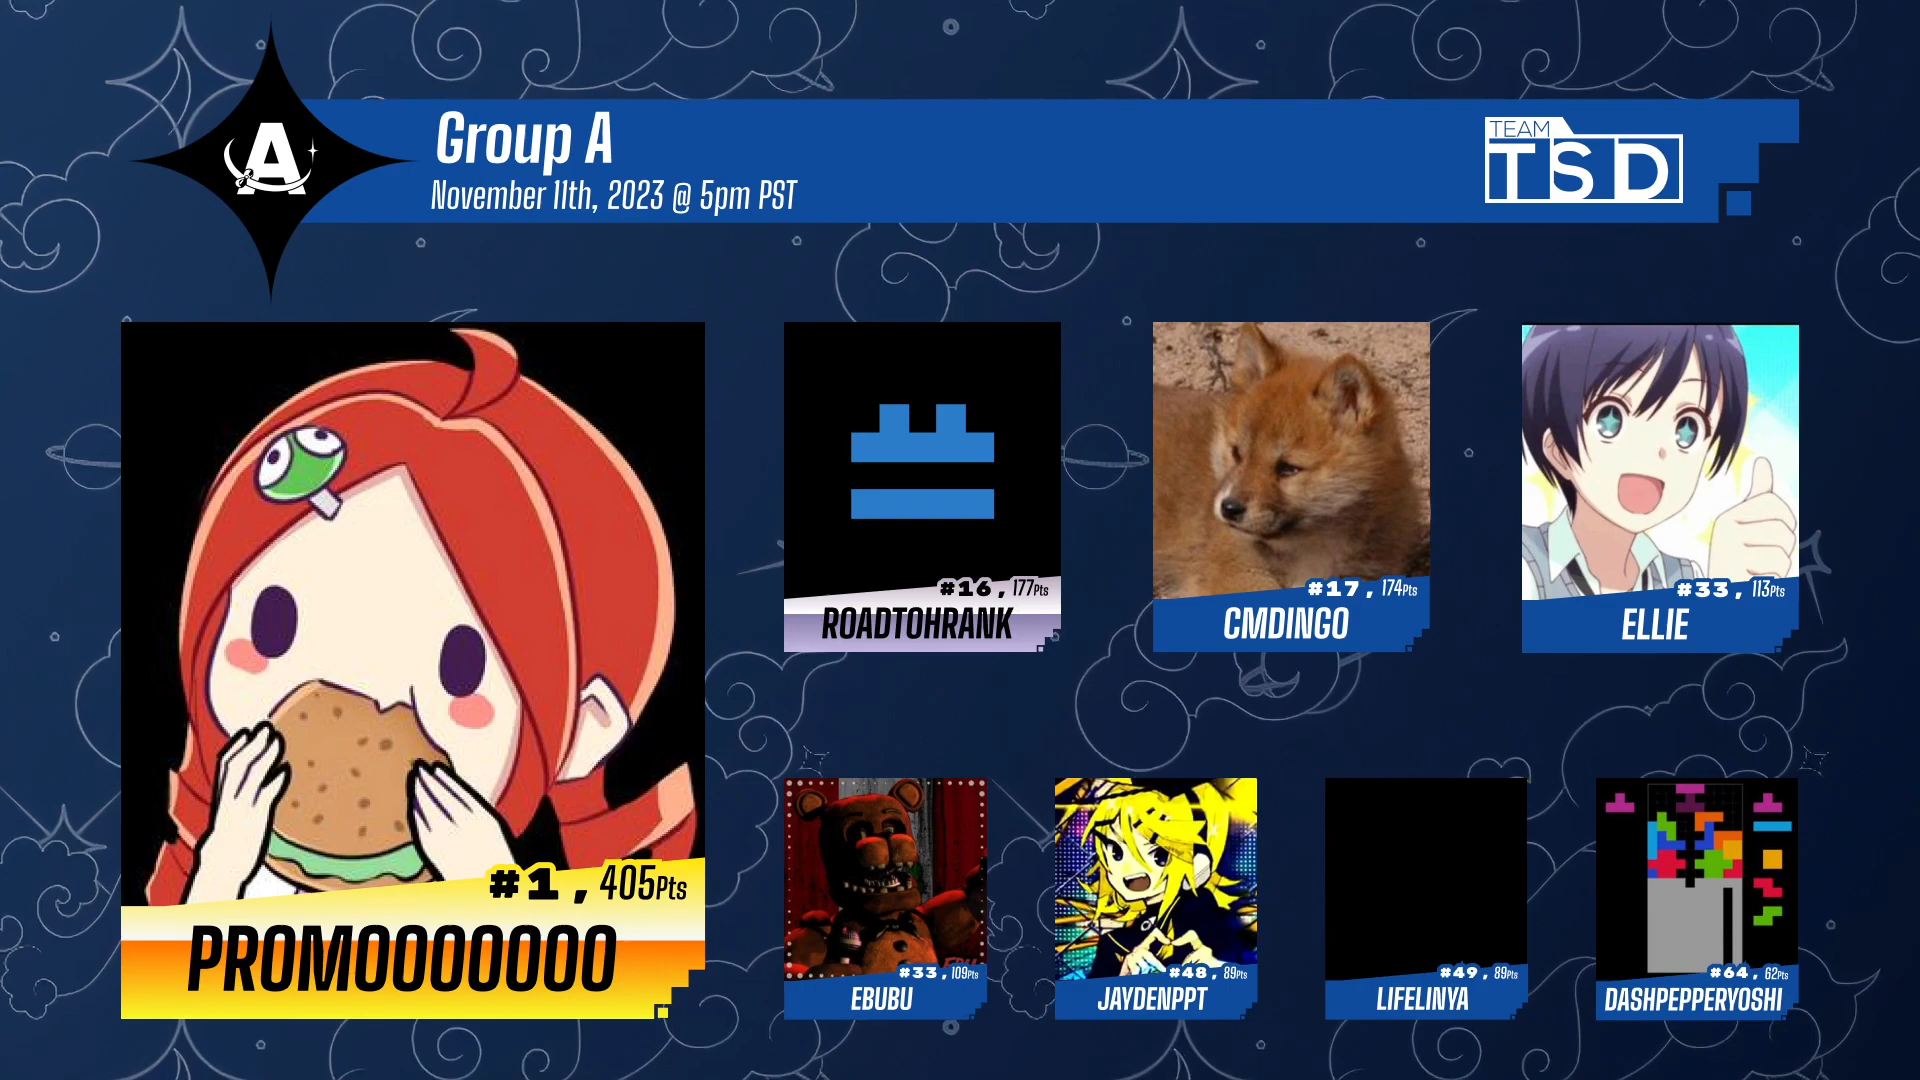 A
Group A
November 11th, 2023 @ 5pm PST
TEAM
TSD
#1, 405Pts
PROMOOOOOOO
#16, 177Pts
ROADTOHRANK
#17, 174Pts
CMDINGO
#33, 113Pts
ELLIE
#33, 109Pts
EBUBU
#48, 89Pts
JAYDENPPT
#49, 89Pts
LIFELINYA
#64, 62Pts
DASHPEPPERYOSHI